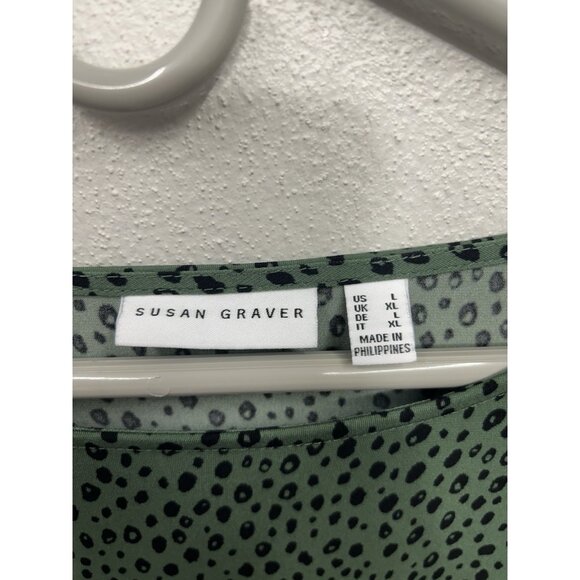 SUSAN GRAVER
US L
UK XL
DE L
IT XL
MADE IN
PHILIPPINES